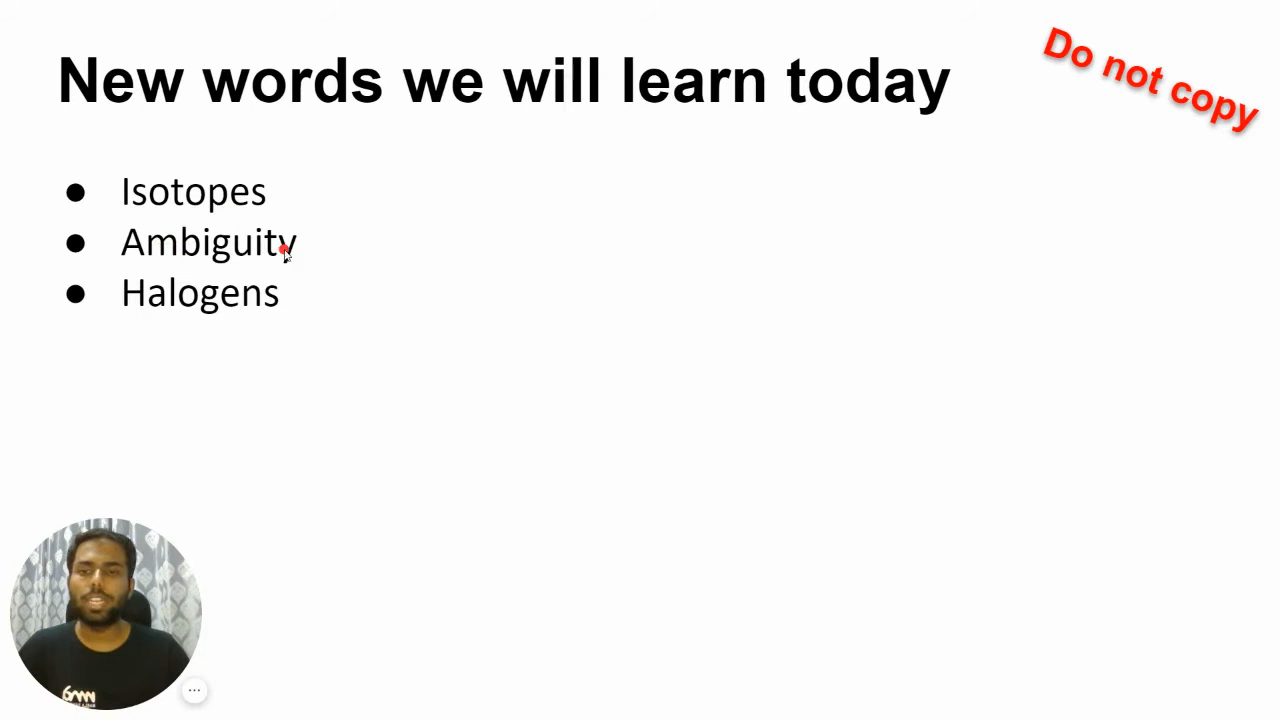 New words we will learn today
Do not copy
● Isotopes
● Ambiguity
● Halogens